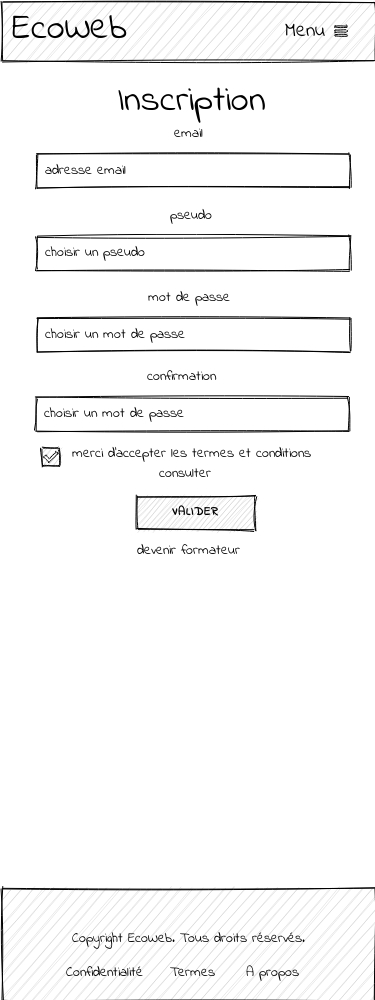 Ecoweb
Menu
Inscription
email
adresse email
pseudo
choisir un pseudo
mot de passe
choisir un mot de passe
confirmation
choisir un mot de passe
merci d'accepter les termes et conditions
consulter
VALIDER
devenir formateur
Copyright Ecoweb. Tous droits réservés.
Confidentialité Termes A propos